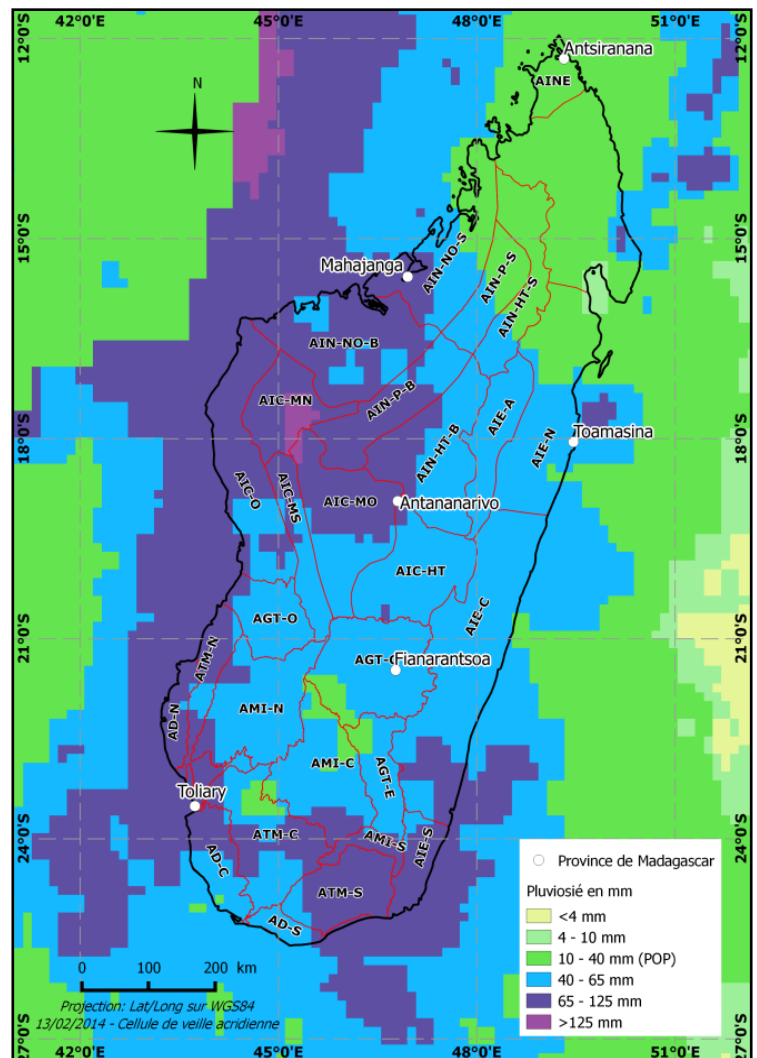 42°0'E 45°0'E 48°0'E 51°0'E
12°0'S 12°0'S
Antsiranana
AINE
N
15°0'S 15°0'S
AIN-NO-S
Mahajanga
AIN-P-S
AIN-HT-S
AIN-NO-B
AIC-MN
AIN-P-B
AIE-A
18°0'S 18°0'S
AIN-HT-B
AIE-N
Toamasina
AIC-O
AIC-MS
AIC-MO
Antananarivo
AIC-HT
AGT-O
AIE-C
21°0'S 21°0'S
ATM-N
AGT-
Fianarantsoa
AD-N
AMI-N
AMI-C
AGT-E
Toliary
24°0'S 24°0'S
ATM-C
AMI-S
AIE-S
AD-C
ATM-S
AD-S
Province de Madagascar
Pluviosié en mm
<4 mm
4 - 10 mm
10 - 40 mm (POP)
40 - 65 mm
65 - 125 mm
>125 mm
0 100 200 km
Projection: Lat/Long sur WGS84
13/02/2014 - Cellule de veille acridienne
27°0'S 27°0'S
42°0'E 45°0'E 48°0'E 51°0'E